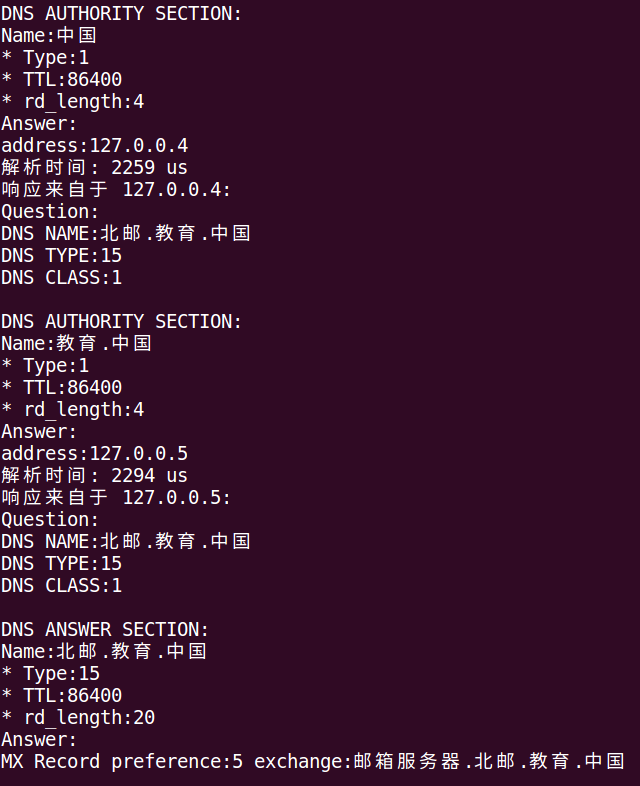 DNS AUTHORITY SECTION:
Name:中国
* Type:1
* TTL:86400
* rd_length:4
Answer:
address:127.0.0.4
解析时间: 2259 us
响应来自于 127.0.0.4:
Question:
DNS NAME:北邮.教育.中国
DNS TYPE:15
DNS CLASS:1

DNS AUTHORITY SECTION:
Name:教育.中国
* Type:1
* TTL:86400
* rd_length:4
Answer:
address:127.0.0.5
解析时间: 2294 us
响应来自于 127.0.0.5:
Question:
DNS NAME:北邮.教育.中国
DNS TYPE:15
DNS CLASS:1

DNS ANSWER SECTION:
Name:北邮.教育.中国
* Type:15
* TTL:86400
* rd_length:20
Answer:
MX Record preference:5 exchange:邮箱服务器.北邮.教育.中国